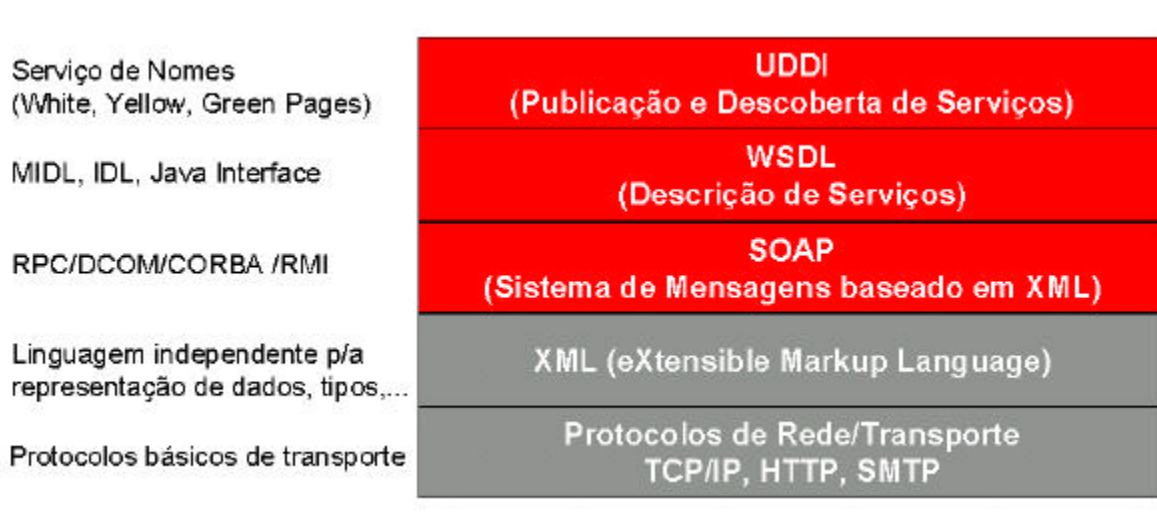 Serviço de Nomes
(White, Yellow, Green Pages)
UDDI
(Publicação e Descoberta de Serviços)
MIDL, IDL, Java Interface
WSDL
(Descrição de Serviços)
RPC/DCOM/CORBA /RMI
SOAP
(Sistema de Mensagens baseado em XML)
Linguagem independente p/a
representação de dados, tipos,...
XML (eXtensible Markup Language)
Protocolos básicos de transporte
Protocolos de Rede/Transporte
TCP/IP, HTTP, SMTP